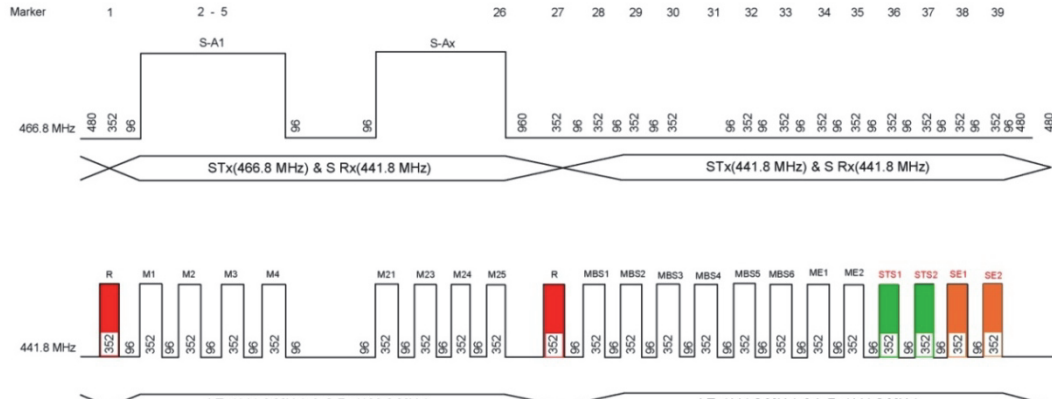 Marker 1 2 - 5 26 27 28 29 30 31 32 33 34 35 36 37 38 39
S-A1 S-Ax
466.8 MHz 480 352 96 96 96 960 352 96 352 96 352 96 352 96 352 96 352 96 352 96 352 96 352 96 352 96 352 96 352 96 480 480
STx(466.8 MHz) & S Rx(441.8 MHz) STx(441.8 MHz) & S Rx(441.8 MHz)
R M1 M2 M3 M4 M21 M23 M24 M25 R MBS1 MBS2 MBS3 MBS4 MBS5 MBS6 ME1 ME2 STS1 STS2 SE1 SE2
441.8 MHz 352 96 352 96 352 96 352 96 352 96 96 352 96 352 96 352 96 352 352 96 352 96 352 96 352 96 352 96 352 96 352 96 352 96 352 96 352 96 352 96 352 96 352